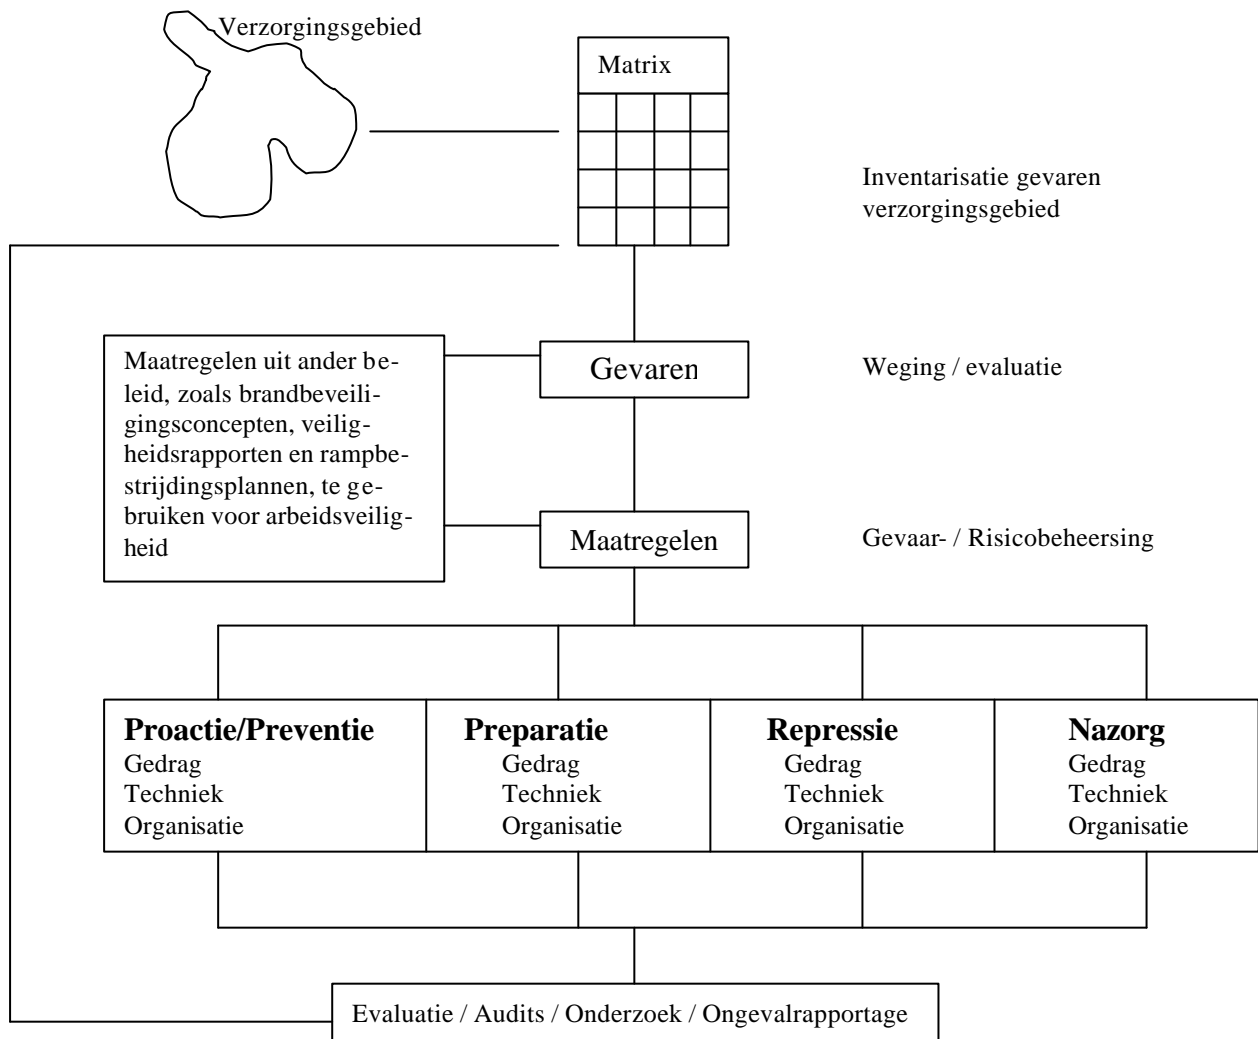 Verzorgingsgebied
Matrix
Inventarisatie gevaren
verzorgingsgebied
Maatregelen uit ander be-
leid, zoals brandbeveili-
gingsconcepten, veilig-
heidsrapporten en rampbe-
strijdingsplannen, te ge-
bruiken voor arbeidsveilig-
heid
Gevaren
Weging / evaluatie
Maatregelen
Gevaar- / Risicobeheersing
Proactie/Preventie
Gedrag
Techniek
Organisatie
Preparatie
Gedrag
Techniek
Organisatie
Repressie
Gedrag
Techniek
Organisatie
Nazorg
Gedrag
Techniek
Organisatie
Evaluatie / Audits / Onderzoek / Ongevalrapportage